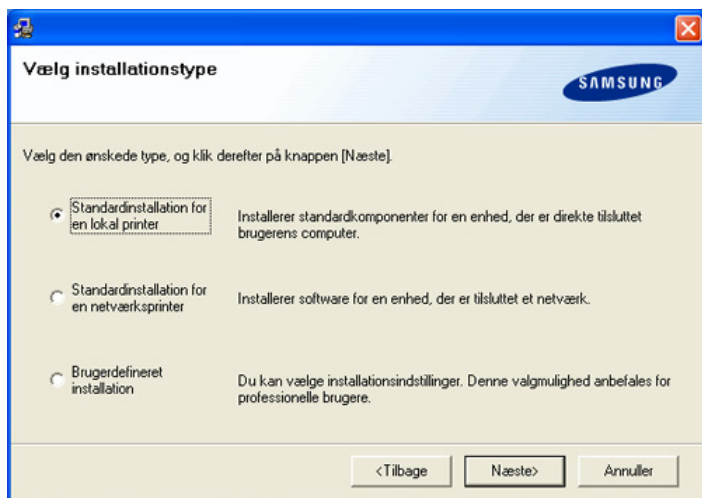 Vælg installationstype
SAMSUNG
Vælg den ønskede type, og klik derefter på knappen [Næste].
Standardinstallation for
en lokal printer
Installerer standardkomponenter for en enhed, der er direkte tilsluttet
brugerens computer.
Standardinstallation for
en netværksprinter
Installerer software for en enhed, der er tilsluttet et netværk.
Brugerdefineret
installation
Du kan vælge installationsindstillinger. Denne valgmulighed anbefales for
professionelle brugere.
<Tilbage
Næste>
Annuller